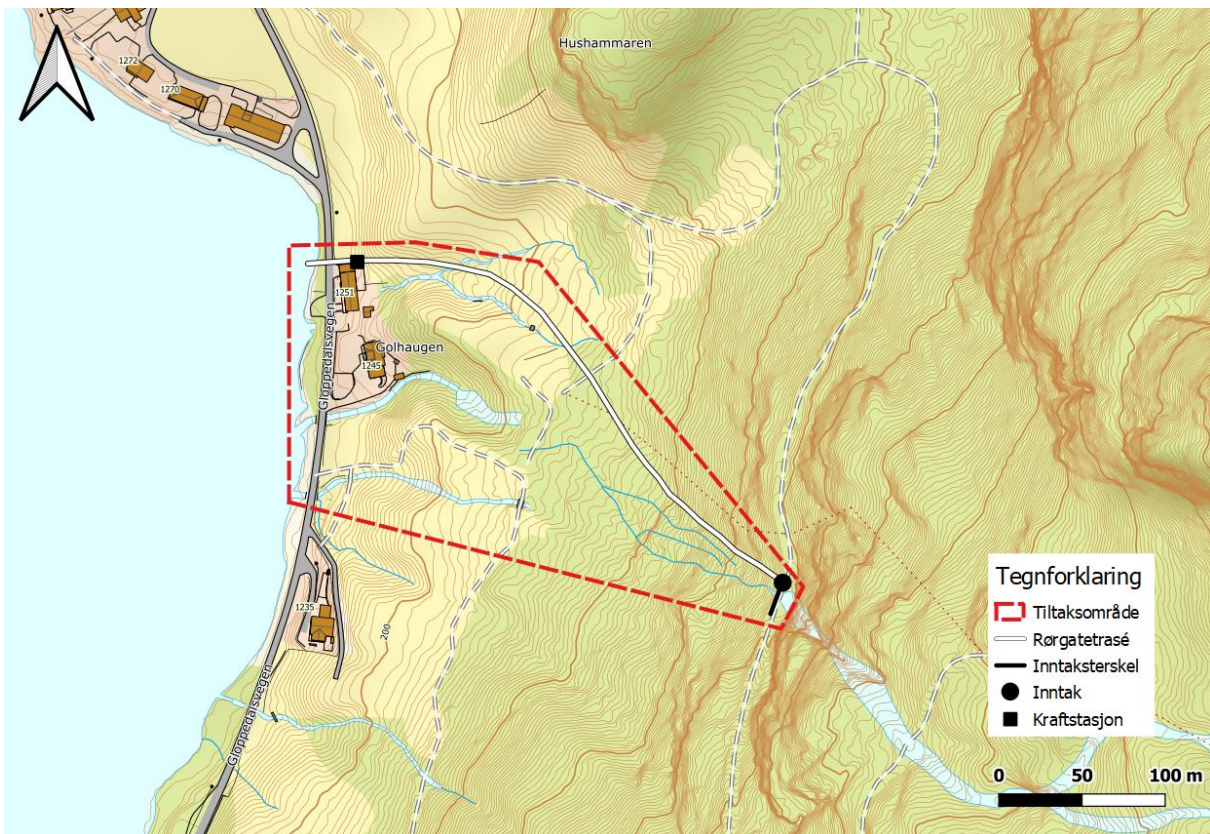 Hushammaren
1272
1270
1251
Golhaugen
1245
Gloppedalsvegen
1235
200
Gloppedalsvegen
Tegnforklaring
Tiltaksområde
Rørgatetrasé
Inntaksterskel
Inntak
Kraftstasjon
0 50 100 m